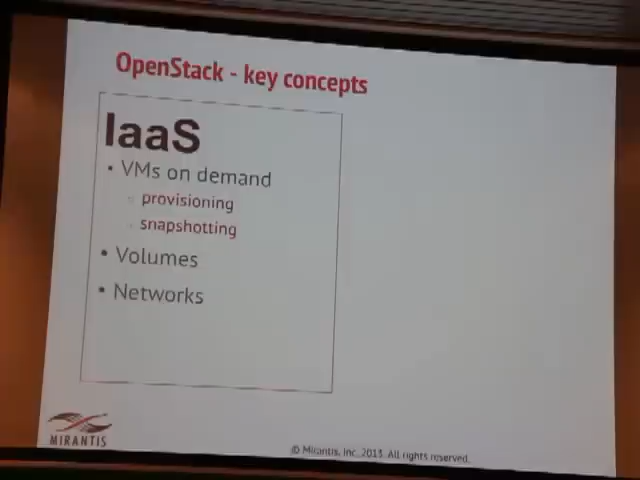 OpenStack - key concepts
IaaS
• VMs on demand
provisioning
snapshotting
• Volumes
• Networks
MIRANTIS
© Mirantis, Inc. 2013. All rights reserved.